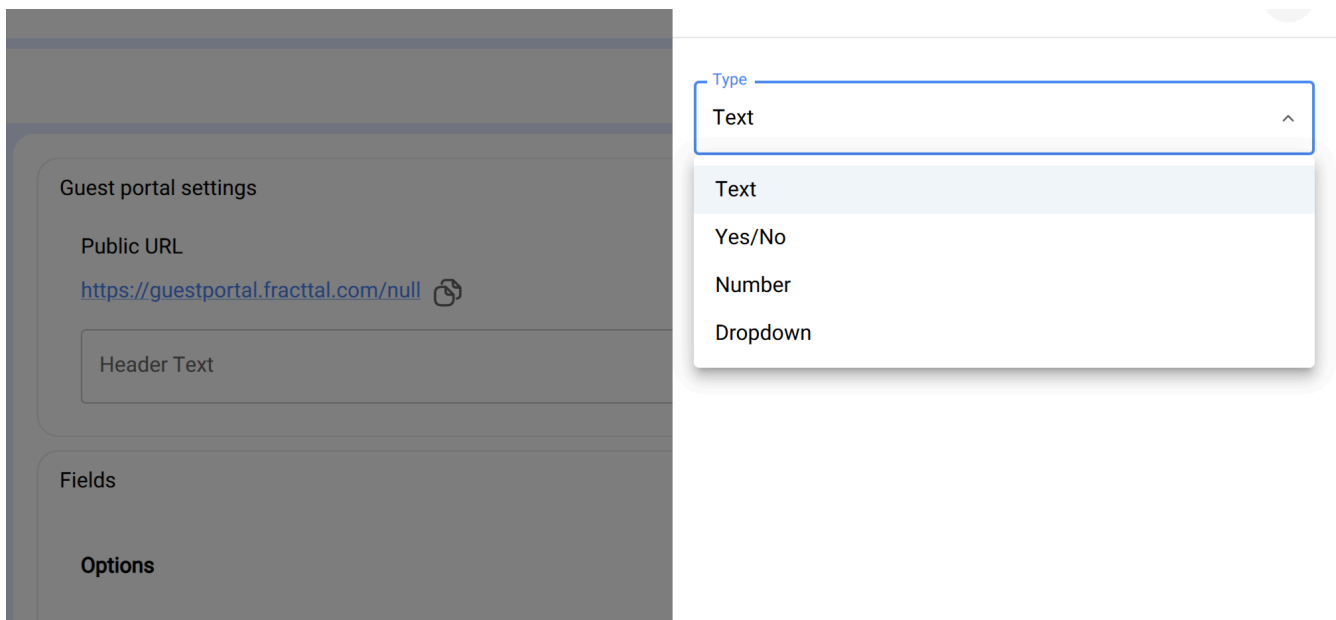 Guest portal settings
Public URL
https://guestportal.fracttal.com/null
Header Text
Fields
Options
Type
Text
Text
Yes/No
Number
Dropdown